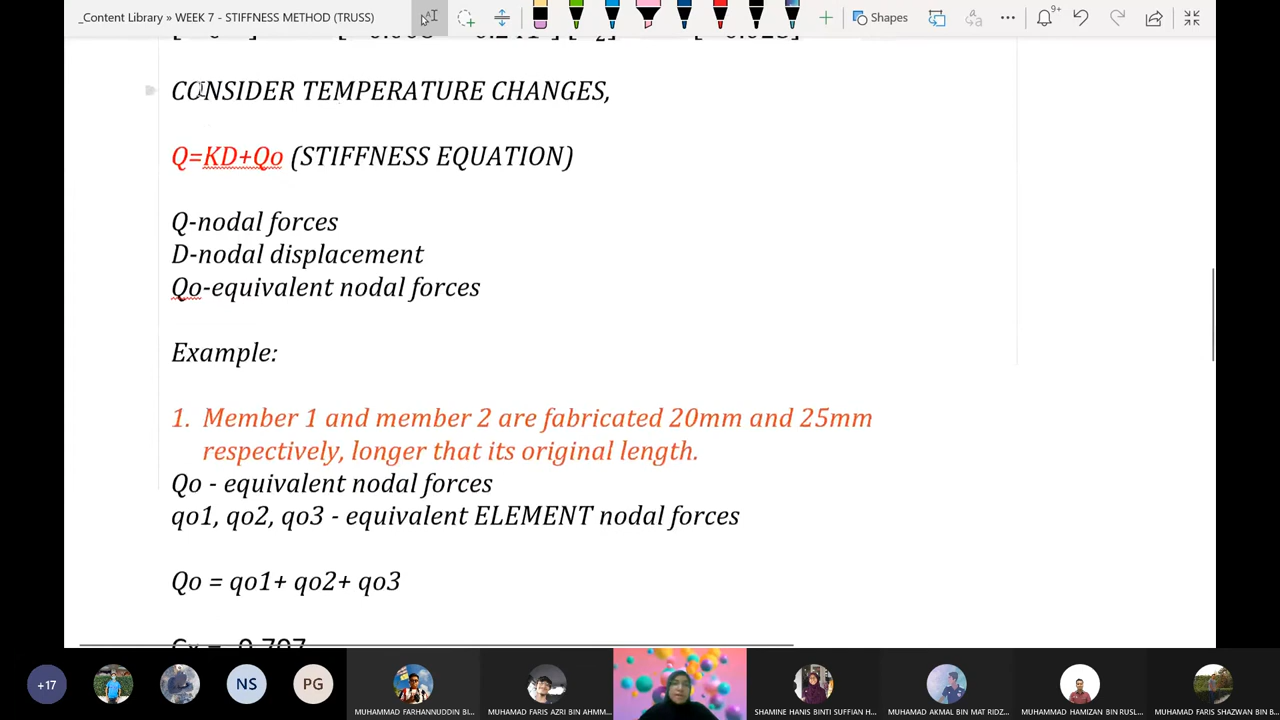 _Content Library » WEEK 7 - STIFFNESS METHOD (TRUSS)
Shapes
9+
CONSIDER TEMPERATURE CHANGES,
Q=KD+Qo (STIFFNESS EQUATION)
Q-nodal forces
D-nodal displacement
Qo-equivalent nodal forces
Example:
1. Member 1 and member 2 are fabricated 20mm and 25mm
respectively, longer that its original length.
Qo - equivalent nodal forces
qo1, qo2, qo3 - equivalent ELEMENT nodal forces
Qo = qo1+ qo2+ qo3
+17
NS
PG
MUHAMMAD FARHANNUDDIN BI...
MUHAMAD FARIS AZRI BIN AHMM...
SHAMINE HANIS BINTI SUFFIAN H...
MUHAMAD AKMAL BIN MAT RIDZ...
MUHAMAD HAMIZAN BIN RUSL...
MUHAMAD FARIS SHAZWAN BIN B...